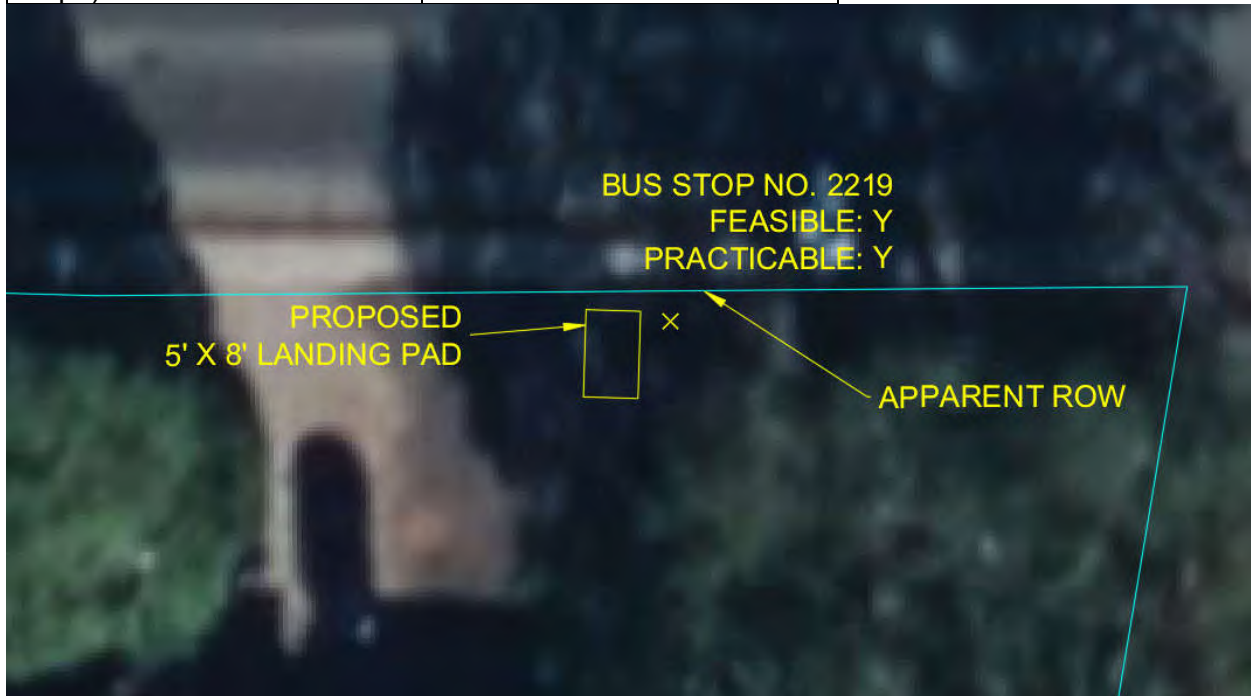 BUS STOP NO. 2219
FEASIBLE: Y
PRACTICABLE: Y
PROPOSED
5' X 8' LANDING PAD
APPARENT ROW